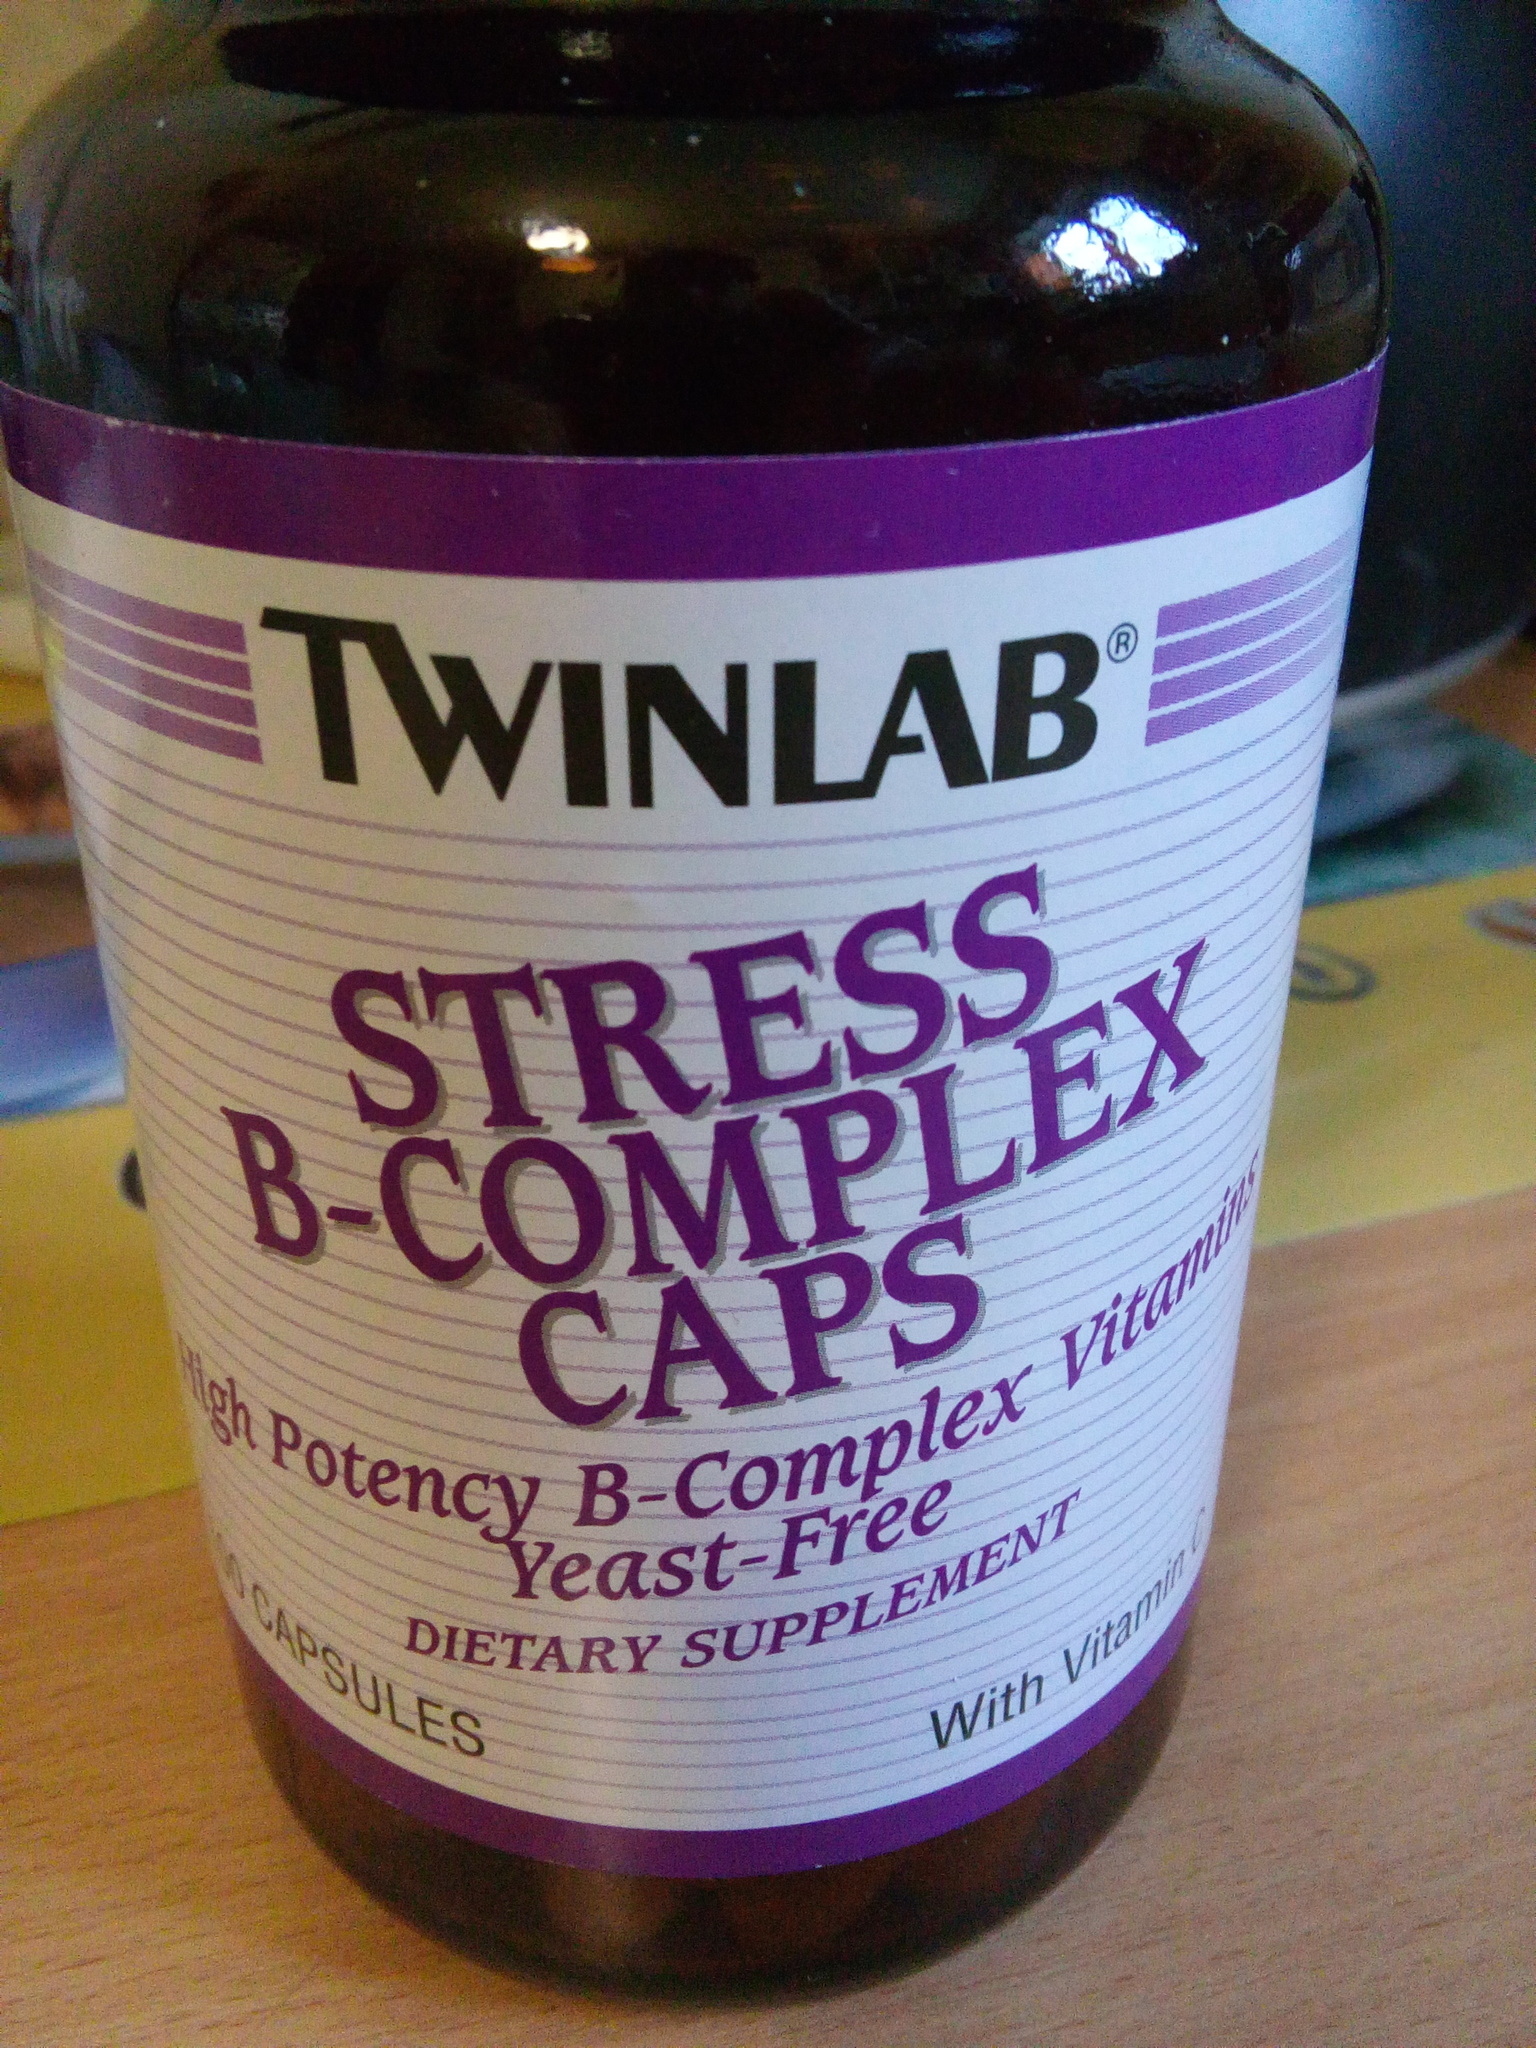 TWINLAB®
STRESS
B-COMPLEX
CAPS
High Potency B-Complex Vitamins
Yeast-Free
DIETARY SUPPLEMENT
CAPSULES
With Vitamin C